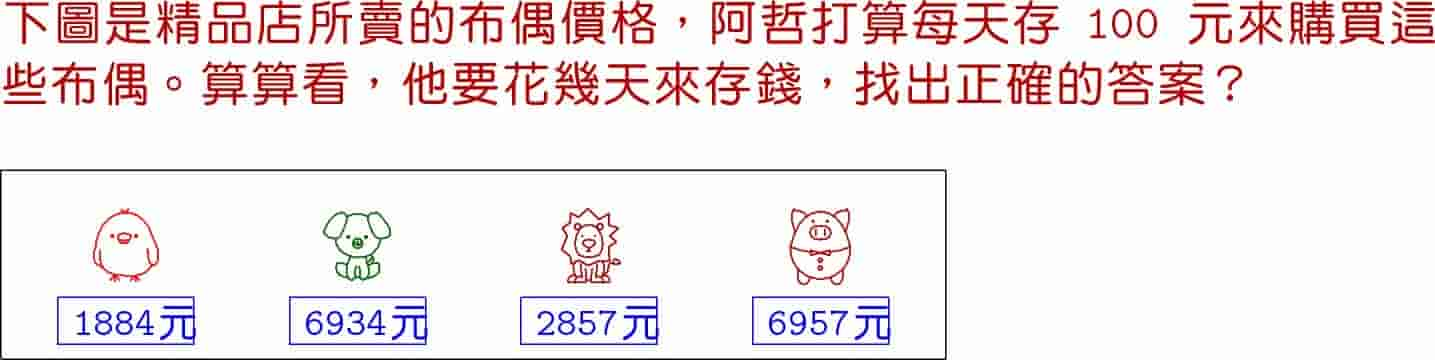 下圖是精品店所賣的布偶價格，阿哲打算每天存 100 元來購買這
些布偶。算算看，他要花幾天來存錢，找出正確的答案？
1884元 6934元 2857元 6957元